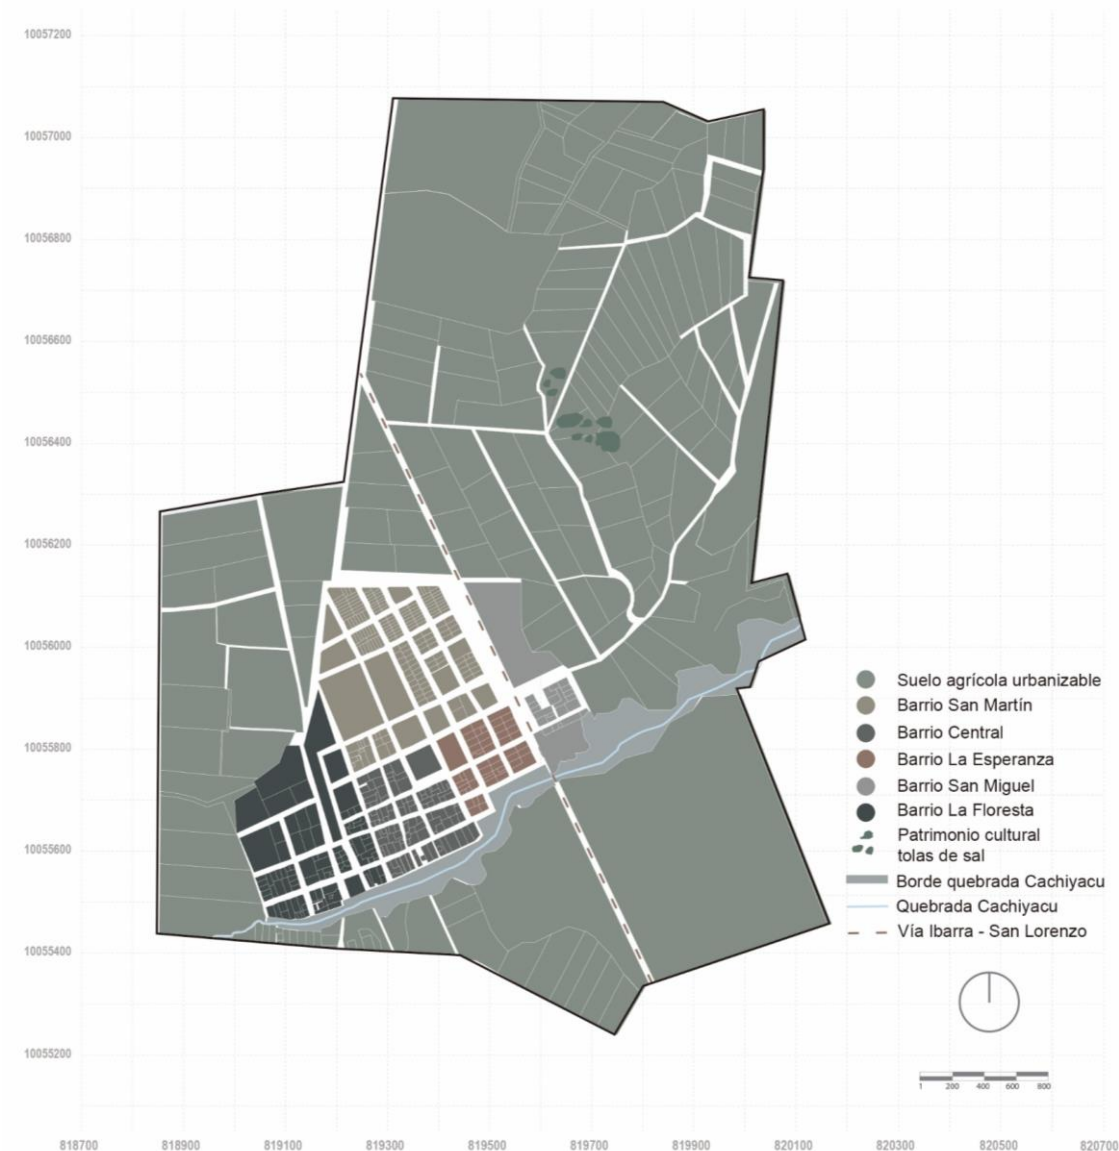 10057200
10057000
10056800
10056600
10056400
10056200
10056000
10055800
10055600
10055400
10055200
Suelo agrícola urbanizable
Barrio San Martín
Barrio Central
Barrio La Esperanza
Barrio San Miguel
Barrio La Floresta
Patrimonio cultural
tolas de sal
Borde quebrada Cachiyacu
Quebrada Cachiyacu
Vía Ibarra - San Lorenzo
1 200 400 600 800
818700 818900 819100 819300 819500 819700 819900 820100 820300 820500 820700